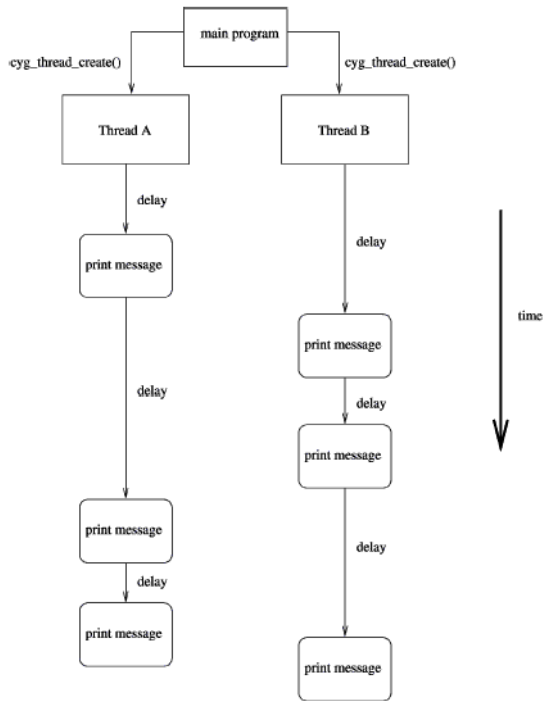 main program
cyg_thread_create()
cyg_thread_create()
Thread A
Thread B
delay
print message
delay
time
print message
delay
delay
print message
print message
delay
delay
print message
print message